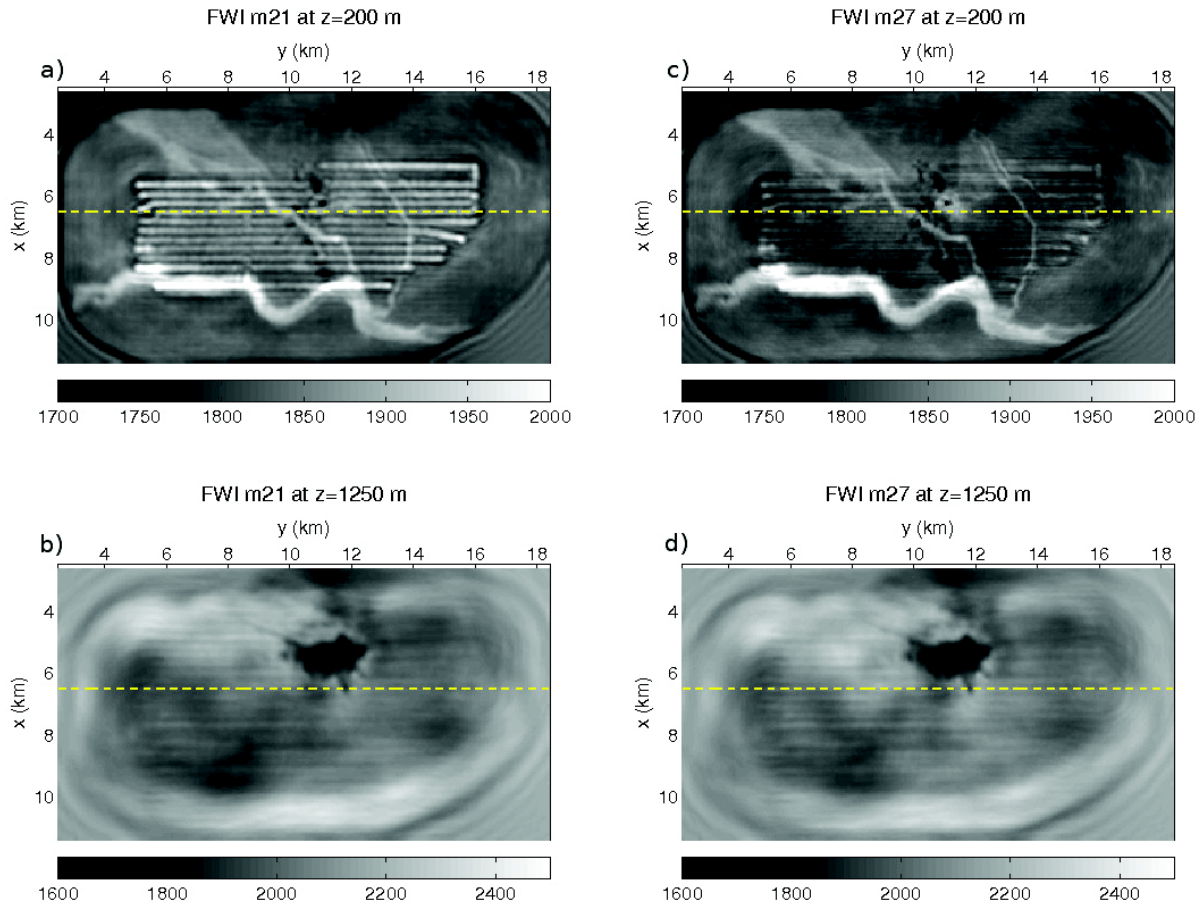 FWI m21 at z=200 m
y (km)
a)
4 6 8 10 12 14 16 18
x (km)
4
6
8
10
1700 1750 1800 1850 1900 1950 2000
FWI m27 at z=200 m
y (km)
c)
4 6 8 10 12 14 16 18
x (km)
4
6
8
10
1700 1750 1800 1850 1900 1950 2000
FWI m21 at z=1250 m
y (km)
b)
4 6 8 10 12 14 16 18
x (km)
4
6
8
10
1600 1800 2000 2200 2400
FWI m27 at z=1250 m
y (km)
d)
4 6 8 10 12 14 16 18
x (km)
4
6
8
10
1600 1800 2000 2200 2400